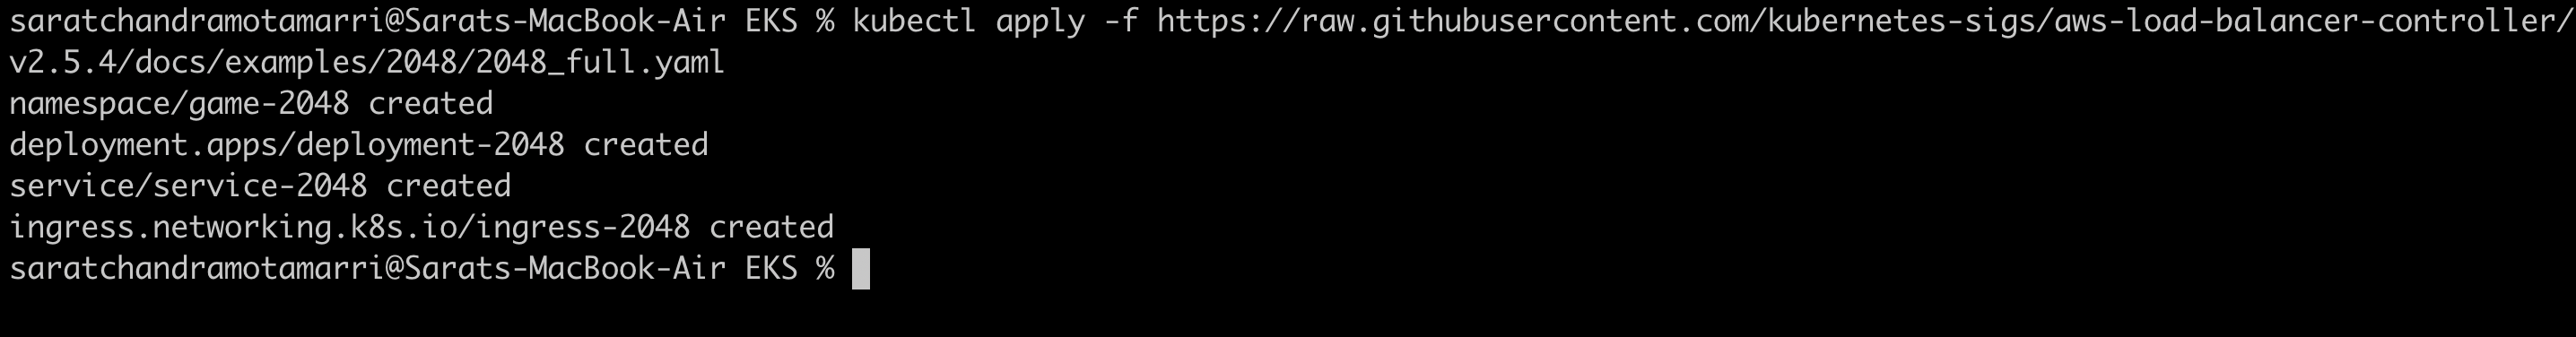 saratchandramotamarri@Sarats-MacBook-Air EKS % kubectl apply -f https://raw.githubusercontent.com/kubernetes-sigs/aws-load-balancer-controller/
v2.5.4/docs/examples/2048/2048_full.yaml
namespace/game-2048 created
deployment.apps/deployment-2048 created
service/service-2048 created
ingress.networking.k8s.io/ingress-2048 created
saratchandramotamarri@Sarats-MacBook-Air EKS %